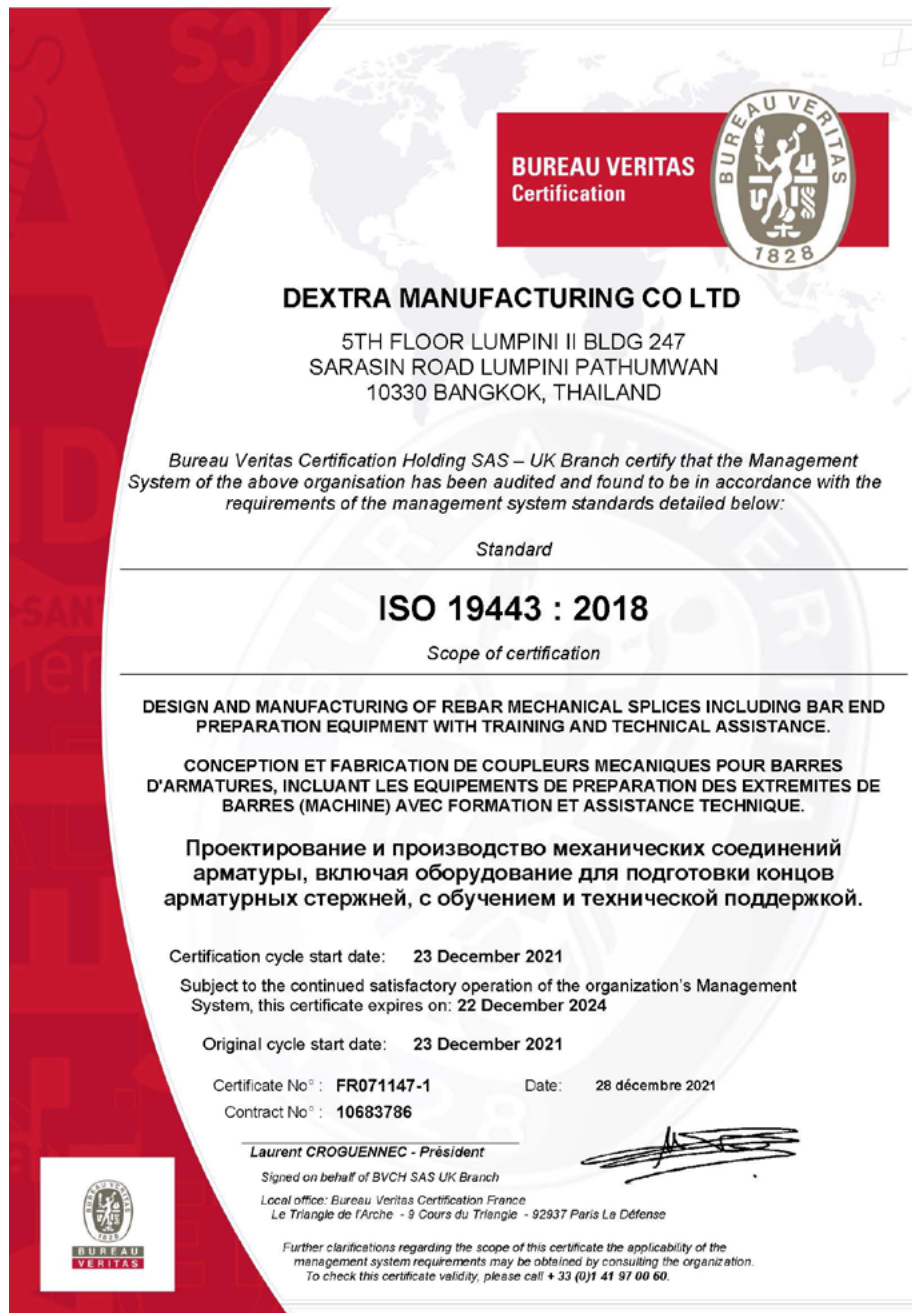 BUREAU VERITAS
Certification
BUREAU VERITAS
1828
DEXTRA MANUFACTURING CO LTD
5TH FLOOR LUMPINI II BLDG 247
SARASIN ROAD LUMPINI PATHUMWAN
10330 BANGKOK, THAILAND
Bureau Veritas Certification Holding SAS – UK Branch certify that the Management
System of the above organisation has been audited and found to be in accordance with the
requirements of the management system standards detailed below:
Standard
ISO 19443 : 2018
Scope of certification
DESIGN AND MANUFACTURING OF REBAR MECHANICAL SPLICES INCLUDING BAR END
PREPARATION EQUIPMENT WITH TRAINING AND TECHNICAL ASSISTANCE.
CONCEPTION ET FABRICATION DE COUPLEURS MECANIQUES POUR BARRES
D'ARMATURES, INCLUANT LES EQUIPEMENTS DE PREPARATION DES EXTREMITES DE
BARRES (MACHINE) AVEC FORMATION ET ASSISTANCE TECHNIQUE.
Проектирование и производство механических соединений
арматуры, включая оборудование для подготовки концов
арматурных стержней, с обучением и технической поддержкой.
Certification cycle start date: 23 December 2021
Subject to the continued satisfactory operation of the organization's Management
System, this certificate expires on: 22 December 2024
Original cycle start date: 23 December 2021
Certificate No° : FR071147-1 Date: 28 décembre 2021
Contract No° : 10683786
Laurent CROGUENNEC - Président
Signed on behalf of BVCH SAS UK Branch
Local office: Bureau Veritas Certification France
Le Triangle de l'Arche - 9 Cours du Triangle - 92937 Paris La Défense
Further clarifications regarding the scope of this certificate the applicability of the
management system requirements may be obtained by consulting the organization.
To check this certificate validity, please call + 33 (0)1 41 97 00 60.
BUREAU
VERITAS